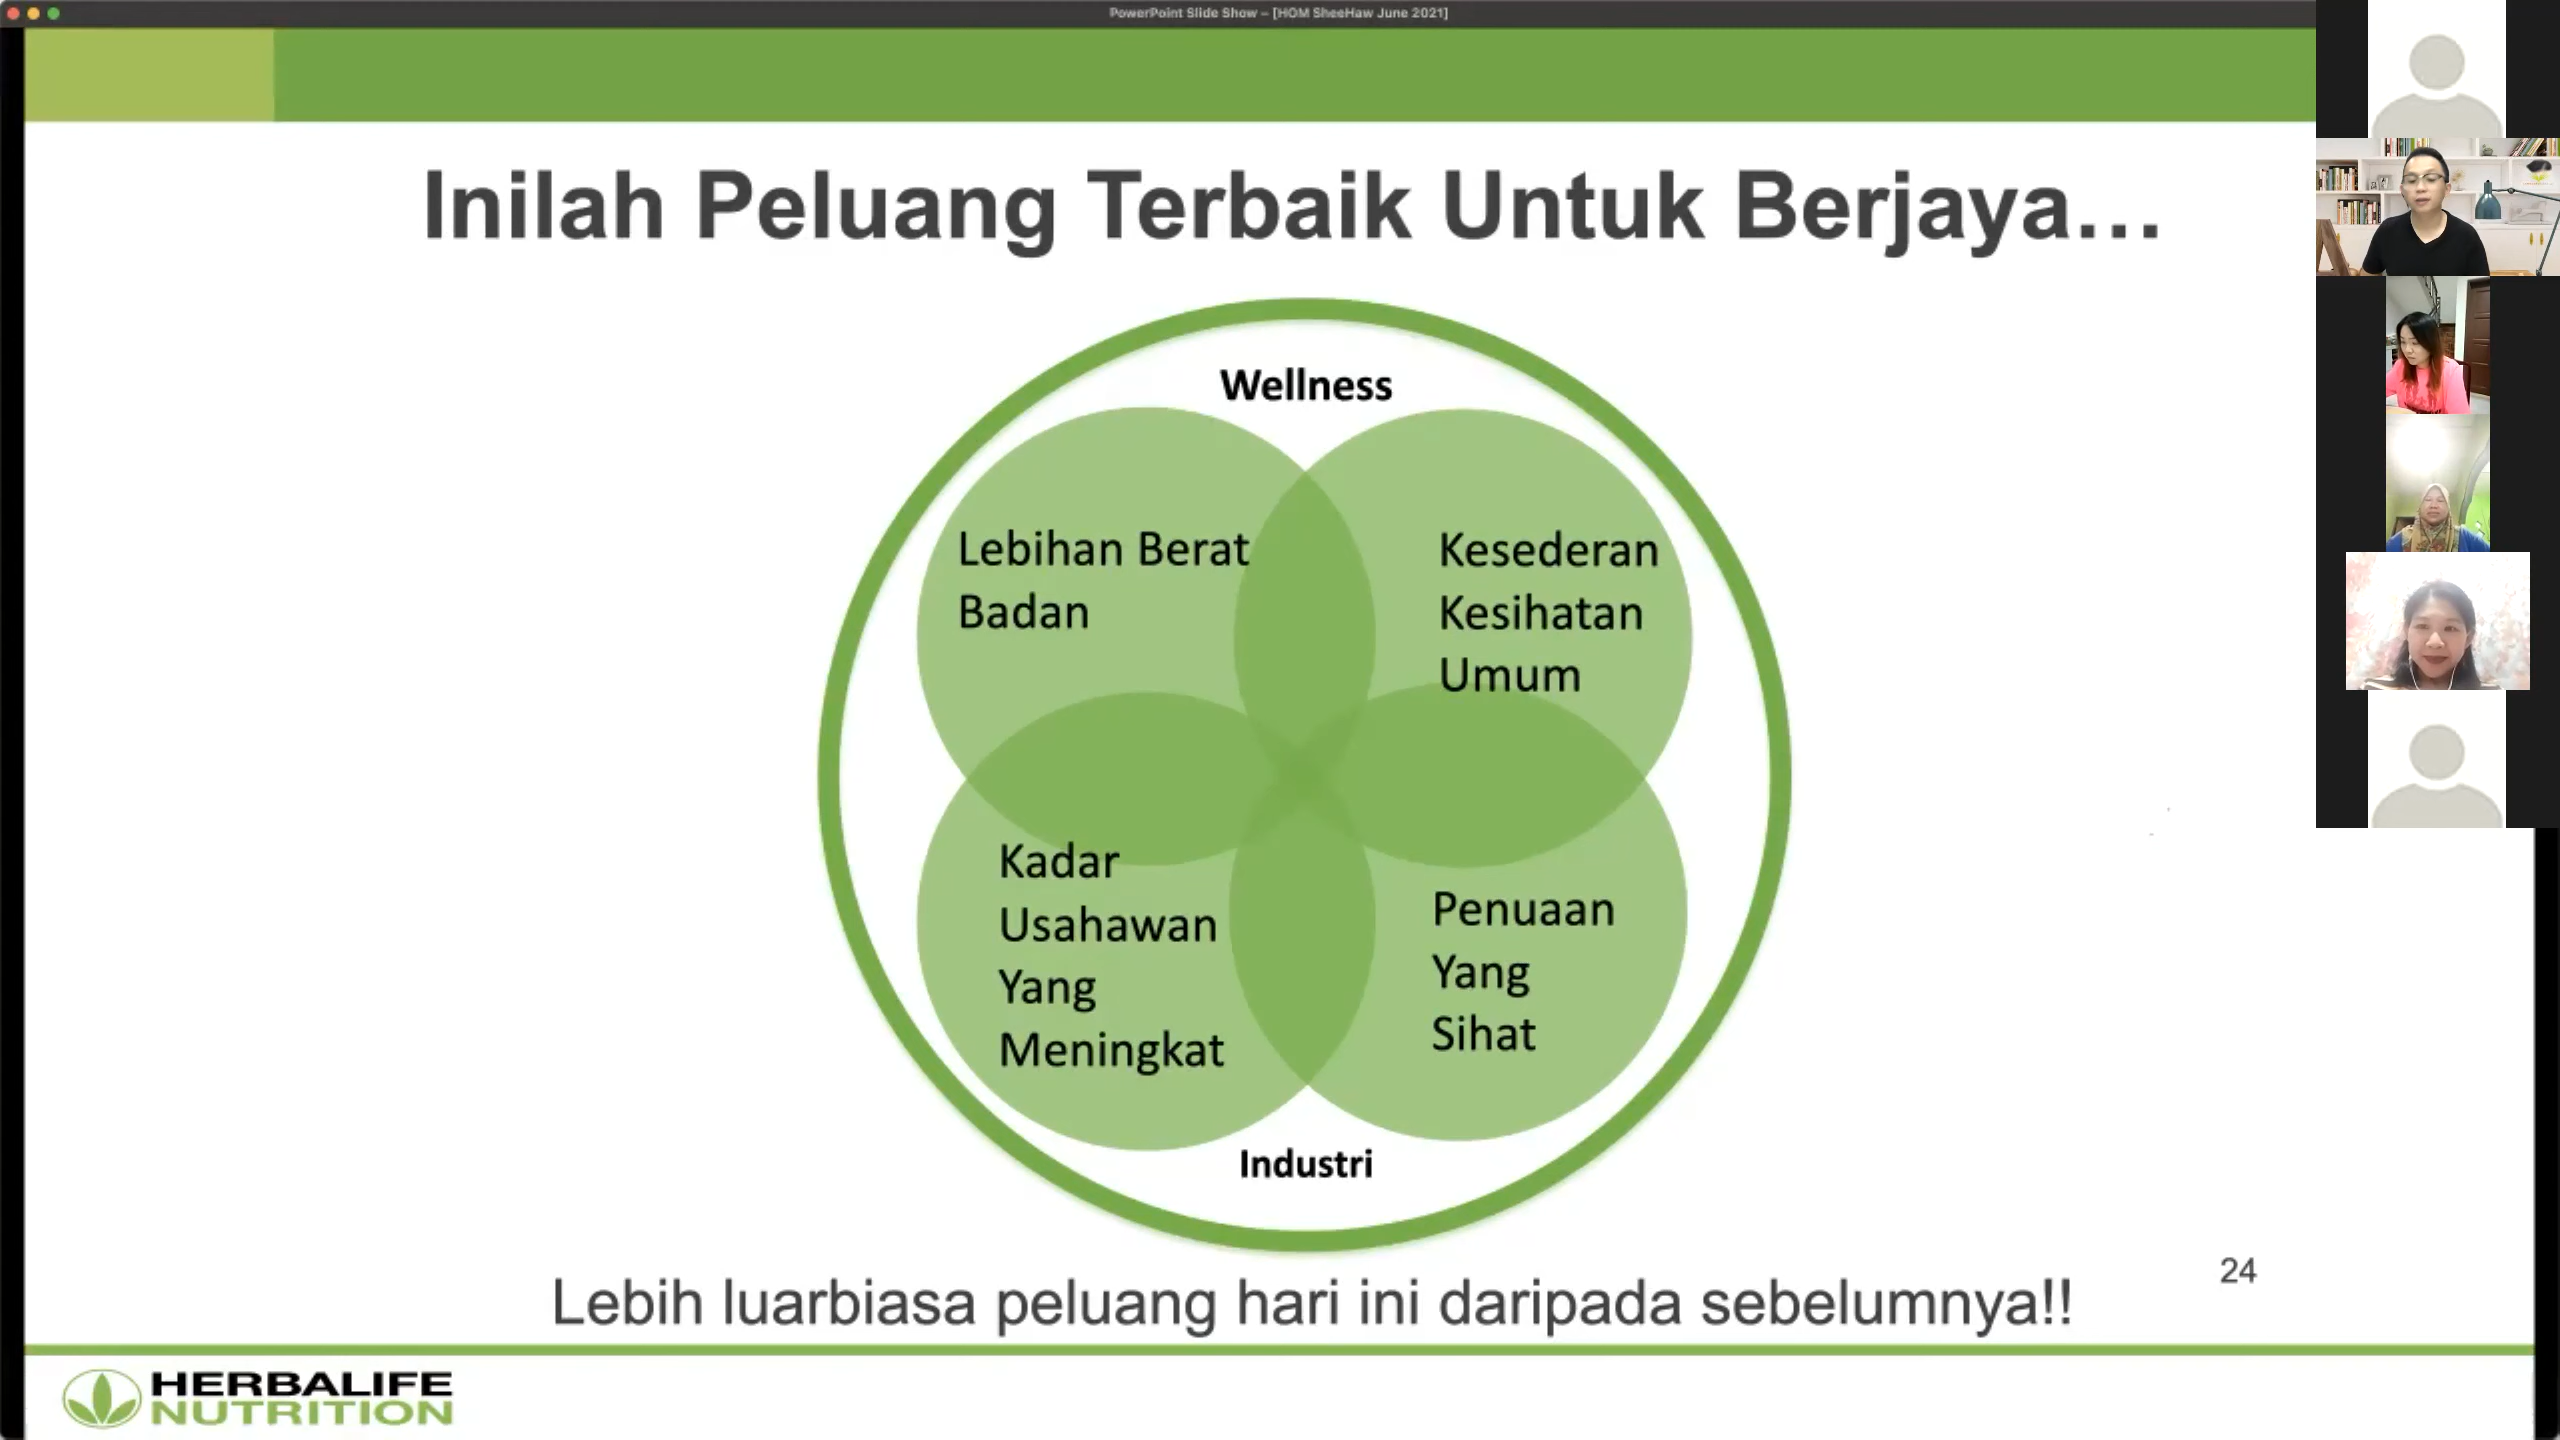 PowerPoint Slide Show – [HOM SheeHaw June 2021]
Inilah Peluang Terbaik Untuk Berjaya...
Wellness
Lebihan Berat
Badan
Kesederan
Kesihatan
Umum
Kadar
Usahawan
Yang
Meningkat
Penuaan
Yang
Sihat
Industri
24
Lebih luarbiasa peluang hari ini daripada sebelumnya!!
HERBALIFE
NUTRITION